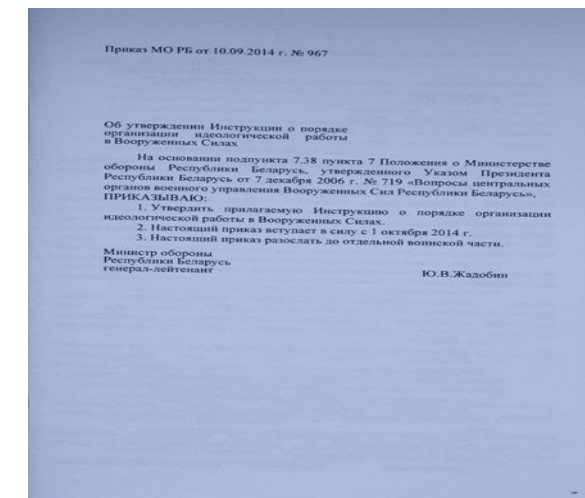 Приказ МО РБ от 10.09.2014 г. № 967
Об утверждении Инструкции о порядке
организации идеологической работы
в Вооруженных Силах
На основании подпункта 7.38 пункта 7 Положения о Министерстве
обороны Республики Беларусь, утвержденного Указом Президента
Республики Беларусь от 7 декабря 2006 г. № 719 «Вопросы центральных
органов военного управления Вооруженных Сил Республики Беларусь»,
ПРИКАЗЫВАЮ:
1. Утвердить прилагаемую Инструкцию о порядке организации
идеологической работы в Вооруженных Силах.
2. Настоящий приказ вступает в силу с 1 октября 2014 г.
3. Настоящий приказ разослать до отдельной воинской части.
Министр обороны
Республики Беларусь
генерал-лейтенант Ю.В.Жадобин